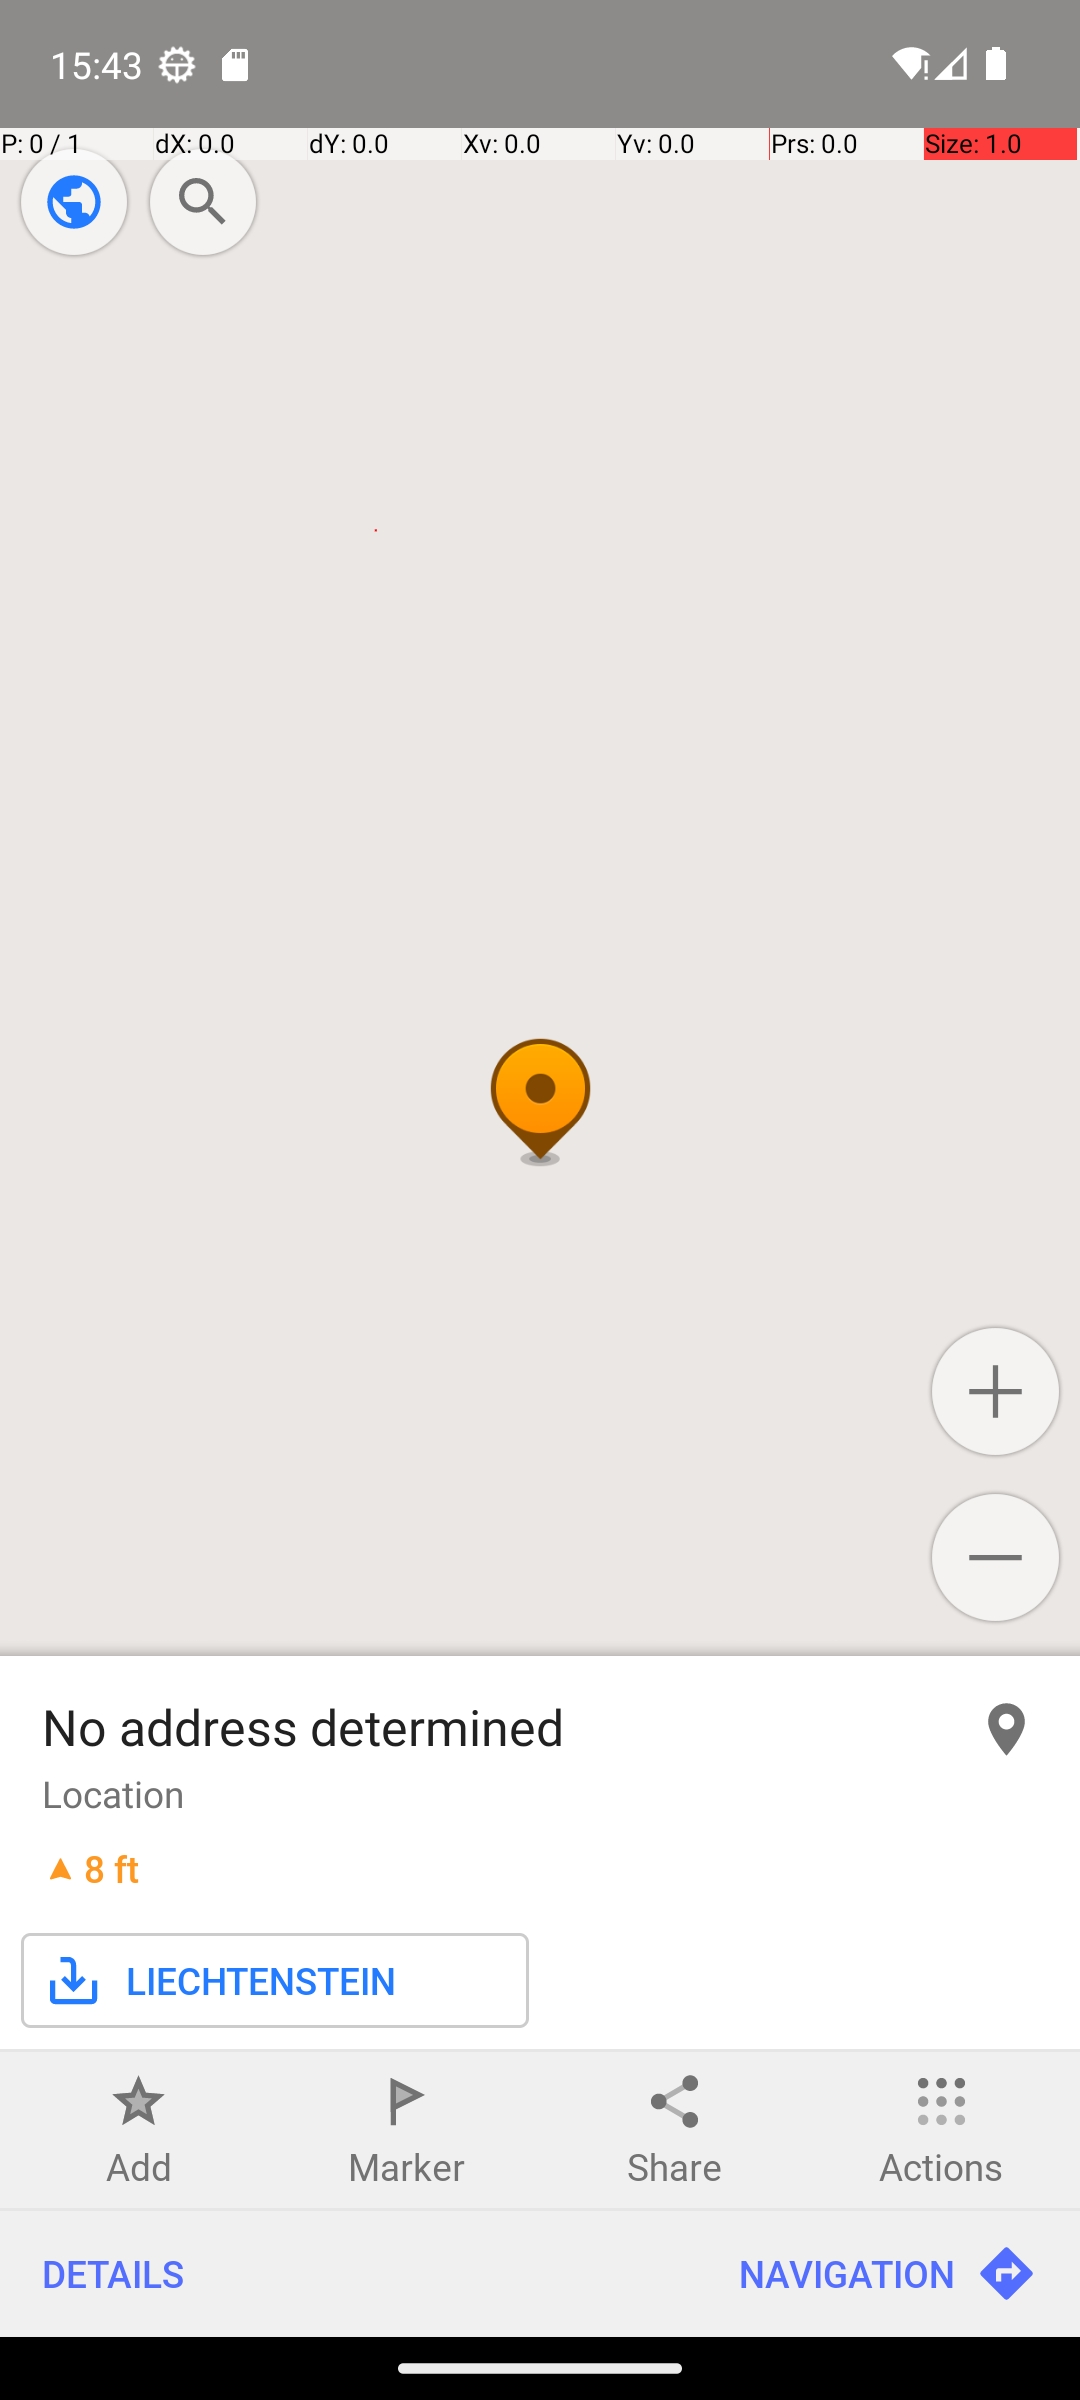 15:43
P: 0 / 1 dX: 0.0 dY: 0.0 Xv: 0.0 Yv: 0.0 Prs: 0.0 Size: 1.0
No address determined
Location
8 ft
LIECHTENSTEIN
Add Marker Share Actions
DETAILS NAVIGATION